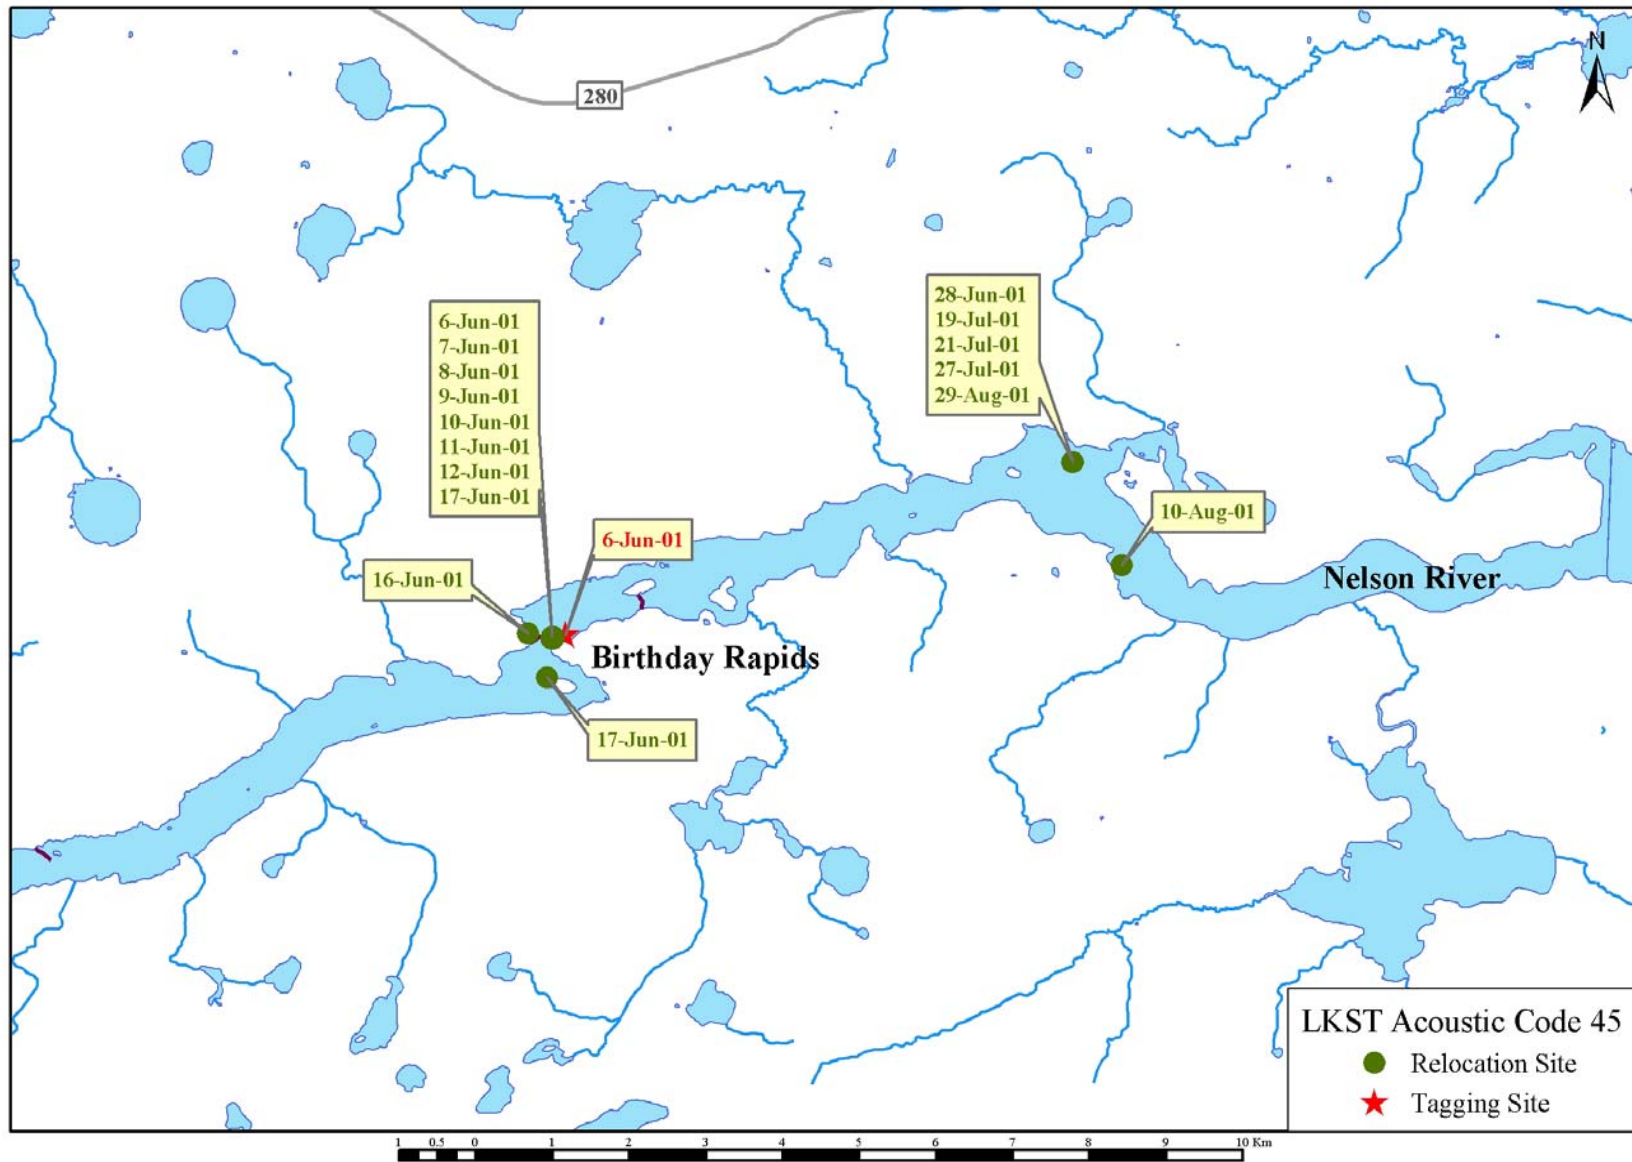 N
280
28-Jun-01
19-Jul-01
21-Jul-01
27-Jul-01
29-Aug-01
6-Jun-01
7-Jun-01
8-Jun-01
9-Jun-01
10-Jun-01
11-Jun-01
12-Jun-01
17-Jun-01
10-Aug-01
6-Jun-01
16-Jun-01
Nelson River
Birthday Rapids
17-Jun-01
LKST Acoustic Code 45
Relocation Site
Tagging Site
1 0.5 0 1 2 3 4 5 6 7 8 9 10 Km